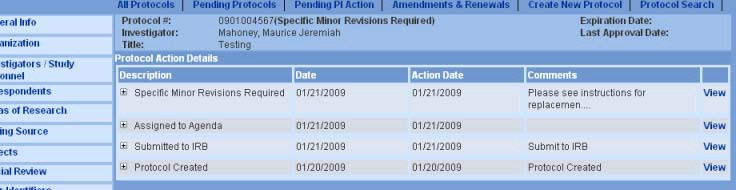 All Protocols | Pending Protocols | Pending PI Action | Amendments & Renewals | Create New Protocol | Protocol Search |
eral Info
anization
stigators / Study
onnel
espondents
as of Research
ing Source
ects
cial Review
Protocol #: 0901004567(Specific Minor Revisions Required) Expiration Date:
Investigator: Mahoney, Maurice Jeremiah Last Approval Date:
Title: Testing
Protocol Action Details
Description Date Action Date Comments
Specific Minor Revisions Required 01/21/2009 01/21/2009 Please see instructions for replacemen.... View
Assigned to Agenda 01/21/2009 01/21/2009 View
Submitted to IRB 01/21/2009 01/21/2009 Submit to IRB View
Protocol Created 01/20/2009 01/20/2009 Protocol Created View